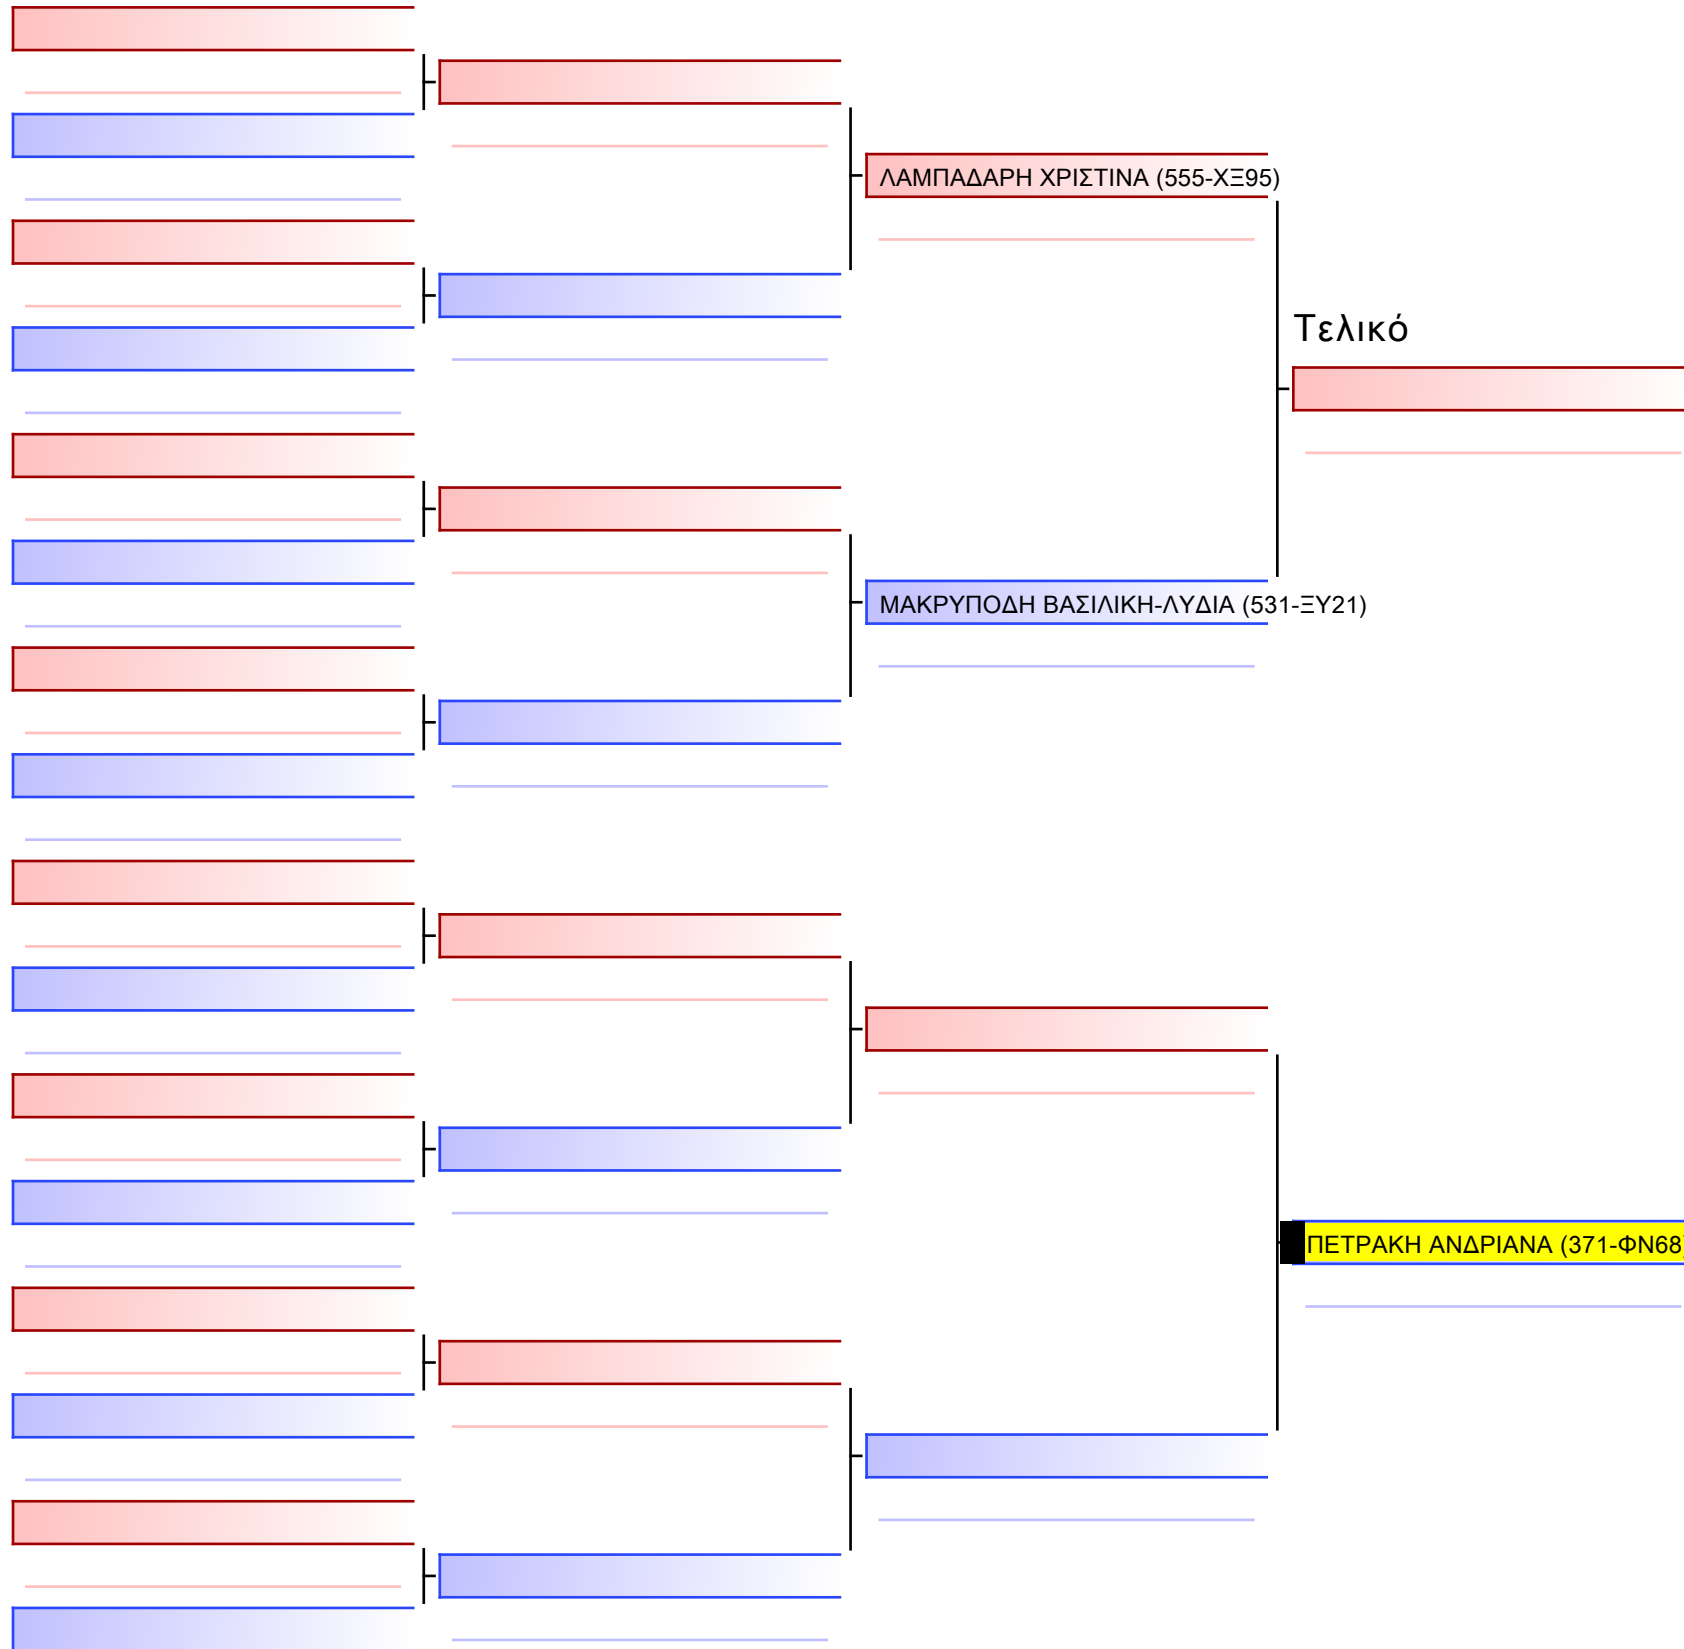 ΛΑΜΠΑΔΑΡΗ ΧΡΙΣΤΙΝΑ (555-ΧΞ95)
Τελικό
ΜΑΚΡΥΠΟΔΗ ΒΑΣΙΛΙΚΗ-ΛΥΔΙΑ (531-ΞΥ21)
ΠΕΤΡΑΚΗ ΑΝΔΡΙΑΝΑ (371-ΦΝ68)